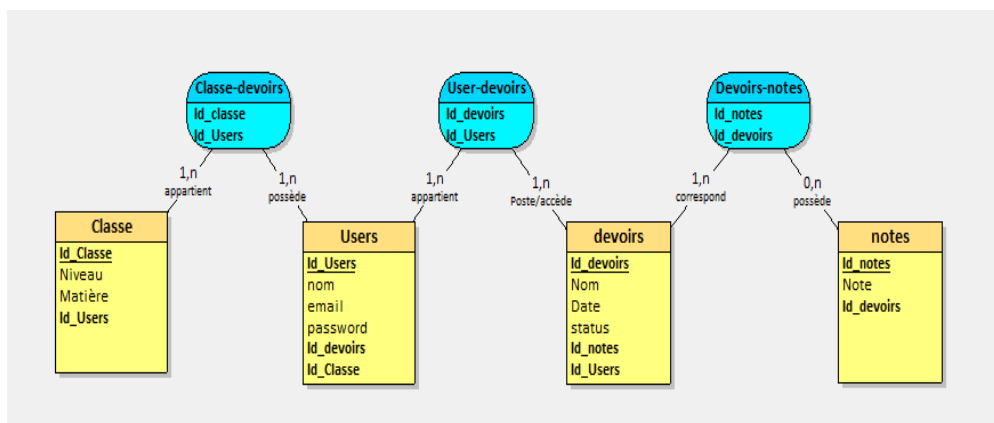 Classe-devoirs
Id_classe
Id_Users
User-devoirs
Id_devoirs
Id_Users
Devoirs-notes
Id_notes
Id_devoirs
1,n
appartient
1,n
possède
1,n
appartient
1,n
Poste/accède
1,n
correspond
0,n
possède
Classe
Id_Classe
Niveau
Matière
Id_Users
Users
Id_Users
nom
email
password
Id_devoirs
Id_Classe
devoirs
Id_devoirs
Nom
Date
status
Id_notes
Id_Users
notes
Id_notes
Note
Id_devoirs